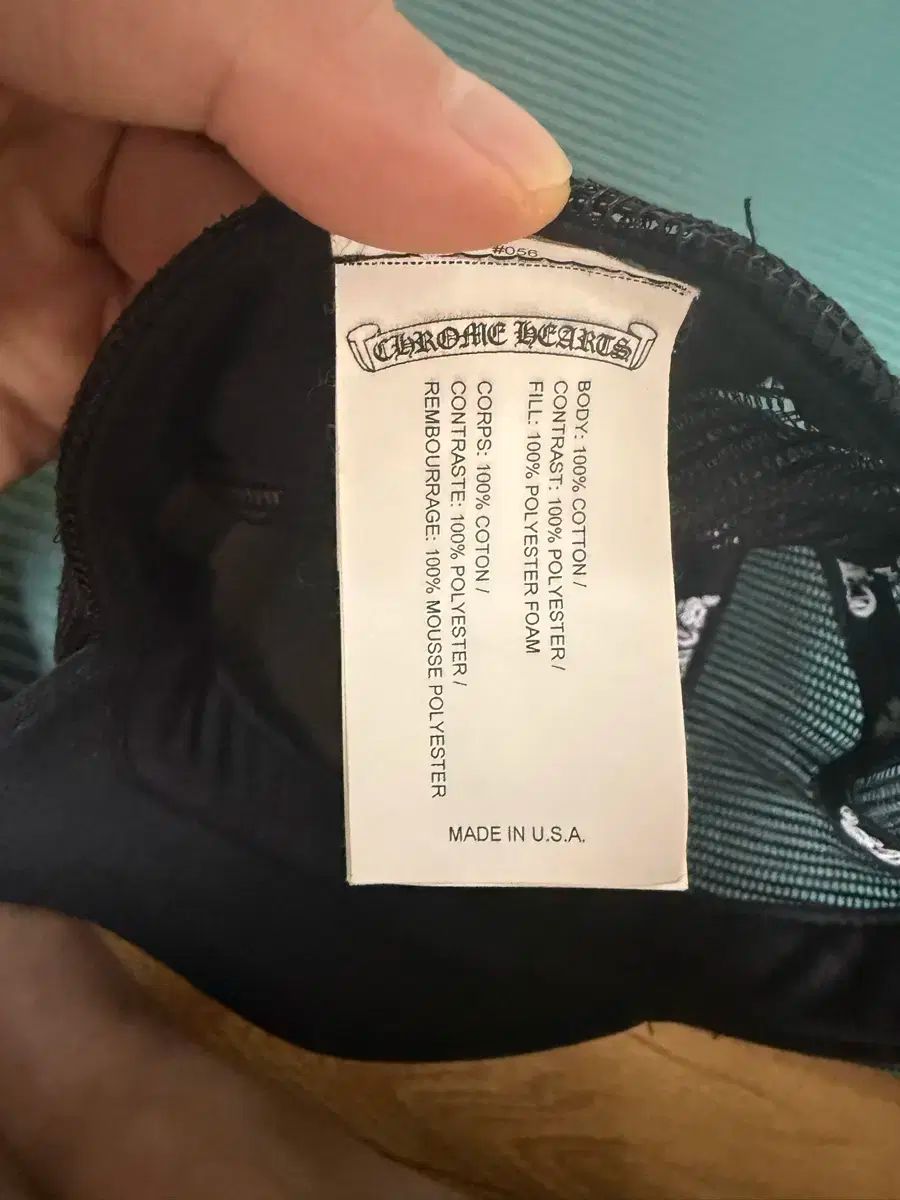 #056
CHROME HEARTS
BODY: 100% COTTON /
CONTRAST: 100% POLYESTER /
FILL: 100% POLYESTER FOAM
CORPS: 100% COTON /
CONTRASTE: 100% POLYESTER /
REMBOURRAGE: 100% MOUSSE POLYESTER
MADE IN U.S.A.